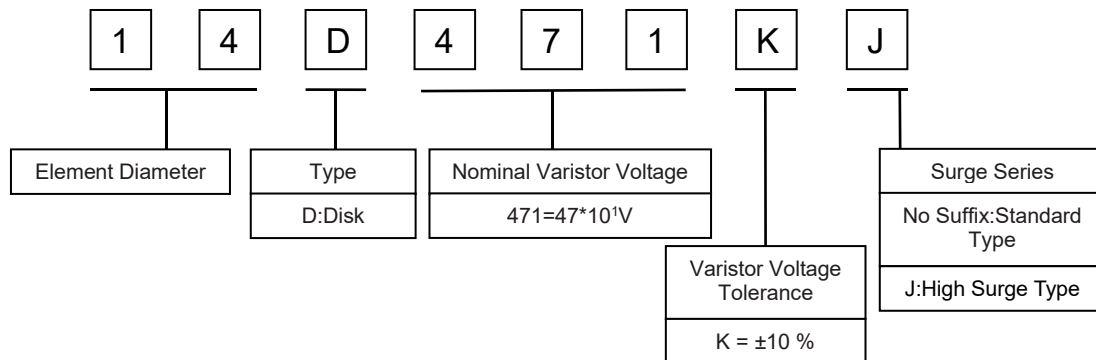 1 4 D 4 7 1 K J
Element Diameter
Type
D:Disk
Nominal Varistor Voltage
471=47*10¹V
Varistor Voltage
Tolerance
K = ±10 %
Surge Series
No Suffix:Standard
Type
J:High Surge Type